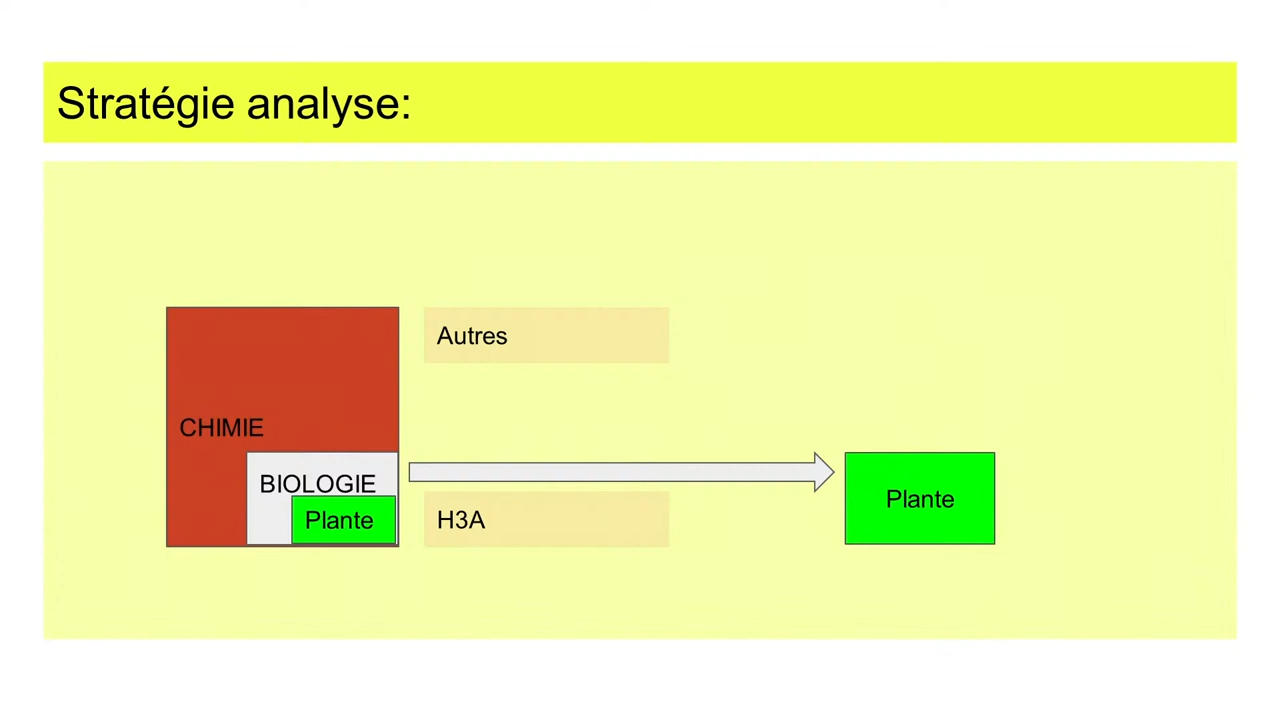 Stratégie analyse:
Autres
CHIMIE
BIOLOGIE
Plante
H3A
Plante